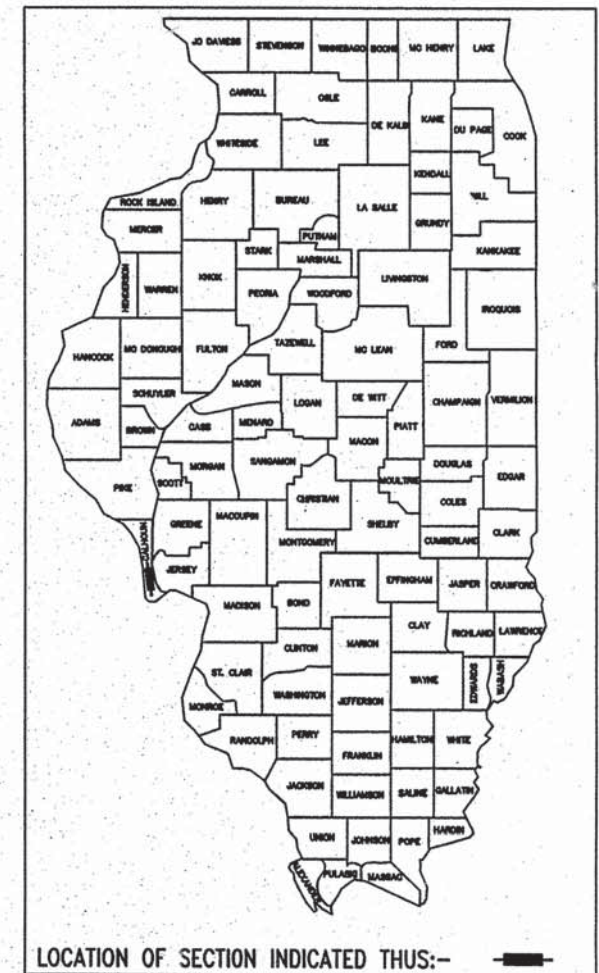 JO DAVIESS STEVENSON WINNEBAGO BOONE MC HENRY LAKE
CARROLL OGLE DE KALB KANE DU PAGE COOK
WHITESIDE LEE KENDALL WILL
ROCK ISLAND HENRY BUREAU LA SALLE GRUNDY
MERCER STARK PUTNAM KANKAKEE
HENDERSON WARREN KNOX MARSHALL LIVINGSTON
PEORIA WOODFORD IROQUOIS
HANCOCK MC DONOUGH FULTON TAZEWELL MC LEAN FORD
SCHUYLER MASON LOGAN DE WITT CHAMPAIGN VERMILION
ADAMS BROWN CASS MENARD MACON PIATT
PIKE SCOTT MORGAN SANGAMON CHRISTIAN MOULTRIE DOUGLAS EDGAR
COLES
CALHOUN GREENE MACOUPIN MONTGOMERY SHELBY CUMBERLAND CLARK
JERSEY FAYETTE EFFINGHAM JASPER CRAWFORD
MADISON BOND CLAY RICHLAND LAWRENCE
CLINTON MARION
ST. CLAIR WASHINGTON JEFFERSON WAYNE EDWARDS WABASH
MONROE
RANDOLPH PERRY FRANKLIN HAMILTON WHITE
JACKSON WILLIAMSON SALINE GALLATIN
UNION JOHNSON POPE HARDIN
ALEXANDER PULASKI MASSAC
LOCATION OF SECTION INDICATED THUS:-